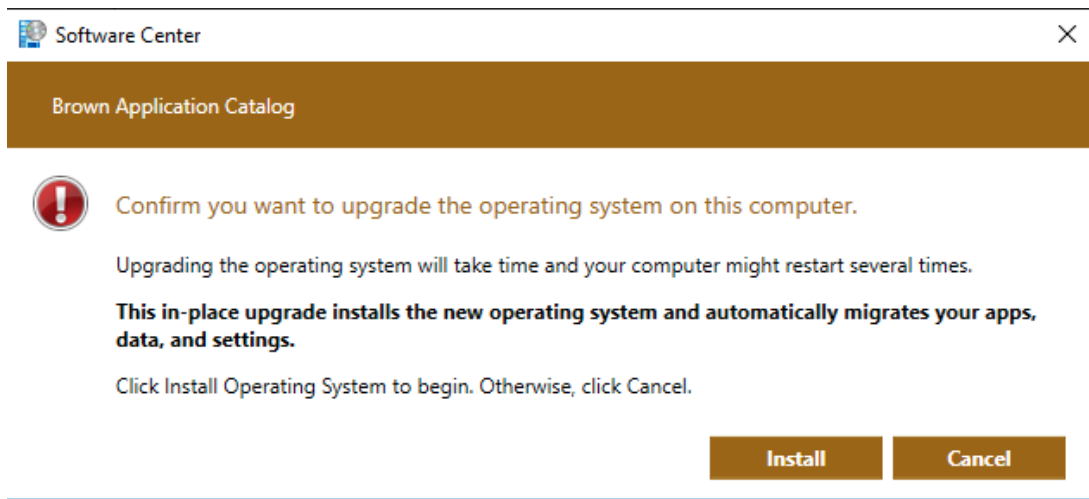 Software Center
Brown Application Catalog
Confirm you want to upgrade the operating system on this computer.
Upgrading the operating system will take time and your computer might restart several times.
This in-place upgrade installs the new operating system and automatically migrates your apps,
data, and settings.
Click Install Operating System to begin. Otherwise, click Cancel.
Install
Cancel